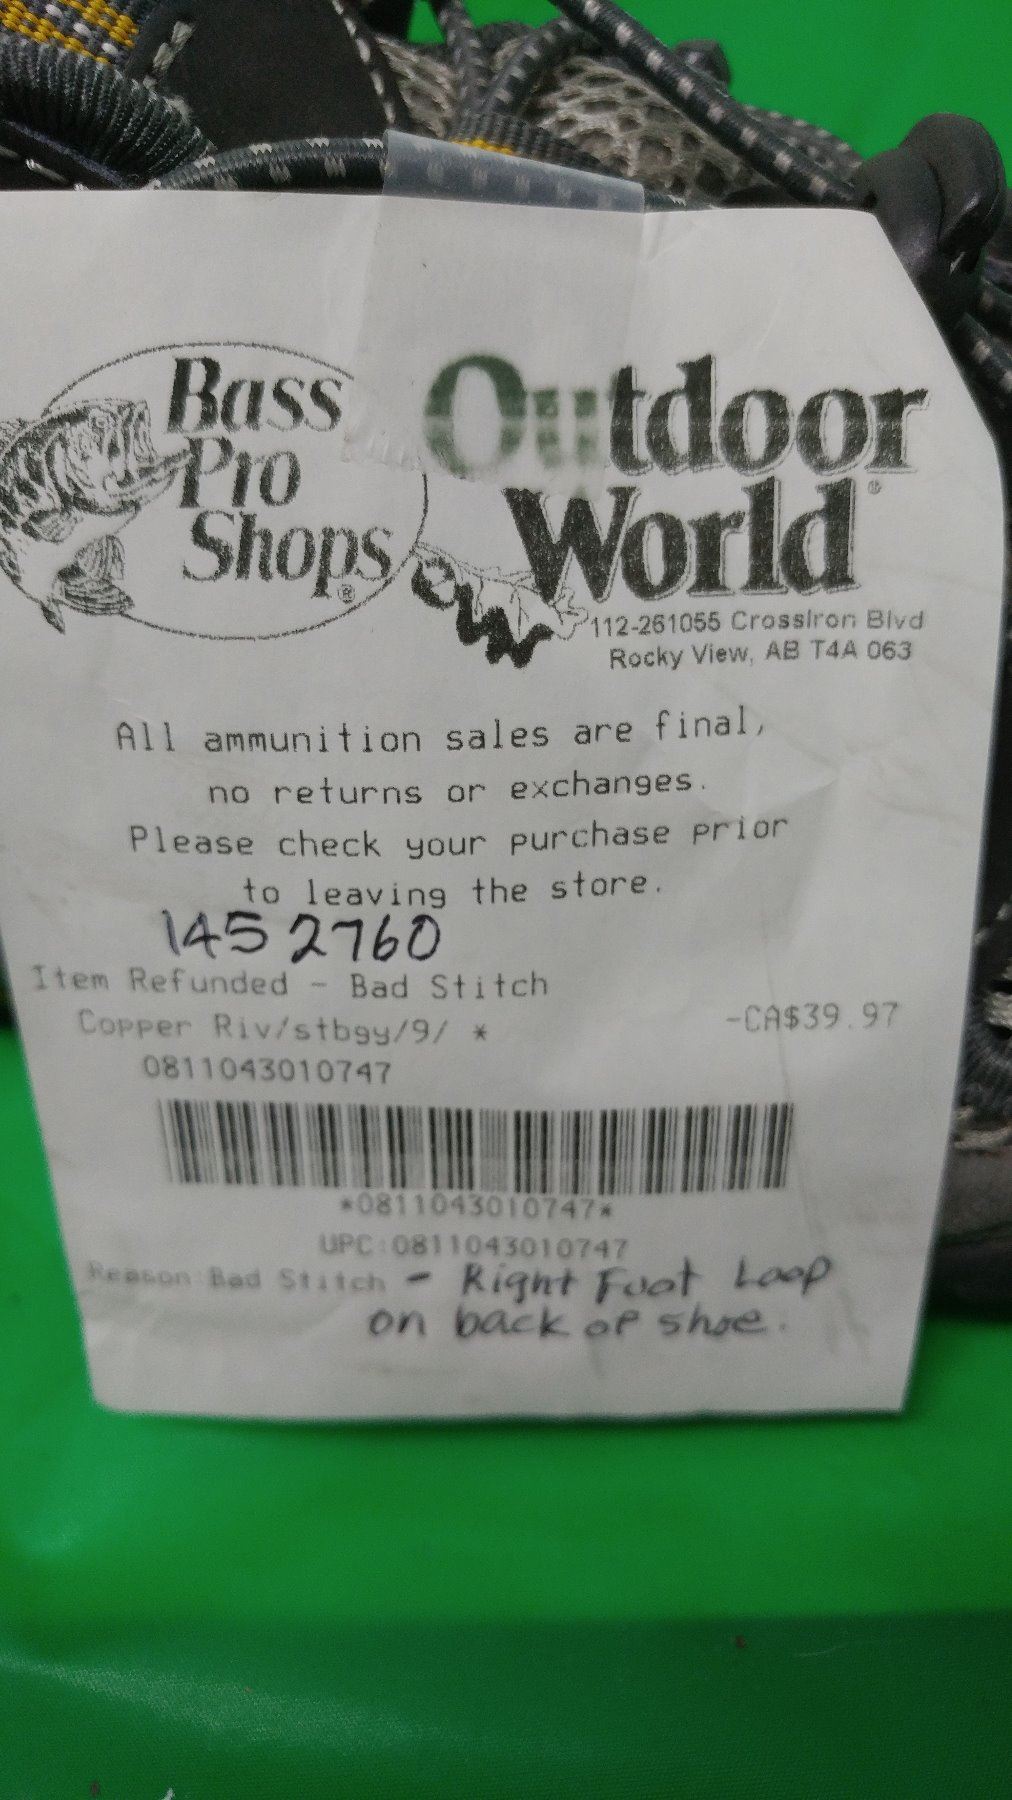 Bass
Pro
Shops®
Outdoor
World®
112-261055 CrossIron Blvd
Rocky View, AB T4A 063
All ammunition sales are final,
no returns or exchanges.
Please check your purchase prior
to leaving the store.
1452760
Item Refunded - Bad Stitch
Copper Riv/stbgy/9/ * -CA$39.97
0811043010747
*0811043010747*
UPC:0811043010747
Reason:Bad Stitch - Right Foot Loop
on back of shoe.